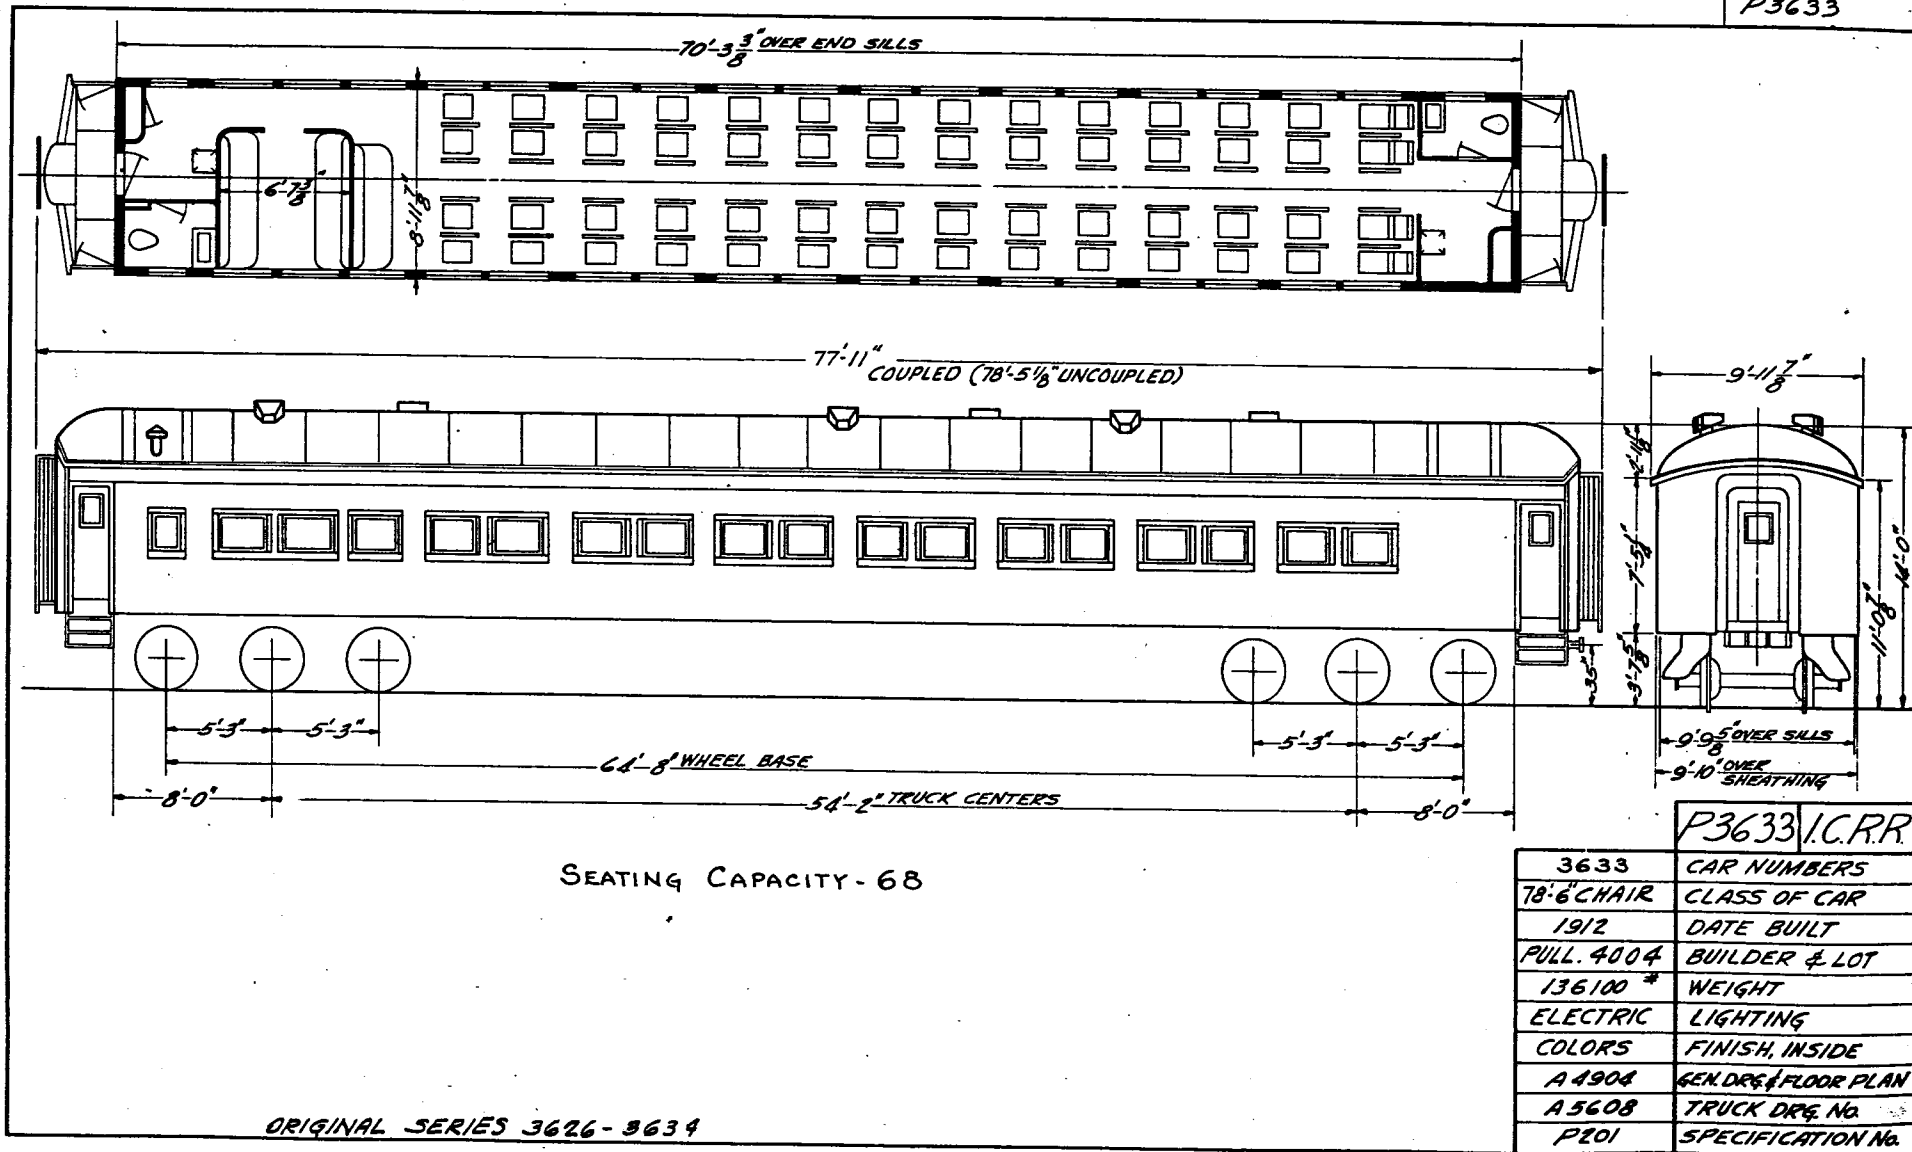 P3633
70'-3 3/8" OVER END SILLS
6'-7 3/8"
8'-11 7/8"
77'-11"
COUPLED (78'-5 1/8" UNCOUPLED)
9'-11 7/8"
7'-5 1/4"
14'-0"
11'-0 7/8"
3'-7 5/8"
35"
5'-3" 5'-3"
5'-3" 5'-3"
64'-8" WHEEL BASE
8'-0"
54'-2" TRUCK CENTERS
8'-0"
9'-9 5/8" OVER SILLS
9'-10" OVER
SHEATHING
SEATING CAPACITY - 68
P3633 I.C.R.R.
3633 CAR NUMBERS
78'-6" CHAIR CLASS OF CAR
1912 DATE BUILT
PULL. 4004 BUILDER & LOT
136100 # WEIGHT
ELECTRIC LIGHTING
COLORS FINISH, INSIDE
A 4904 GEN. DRG. & FLOOR PLAN
A 5608 TRUCK DRG. No.
P201 SPECIFICATION No.
ORIGINAL SERIES 3626 - 3634